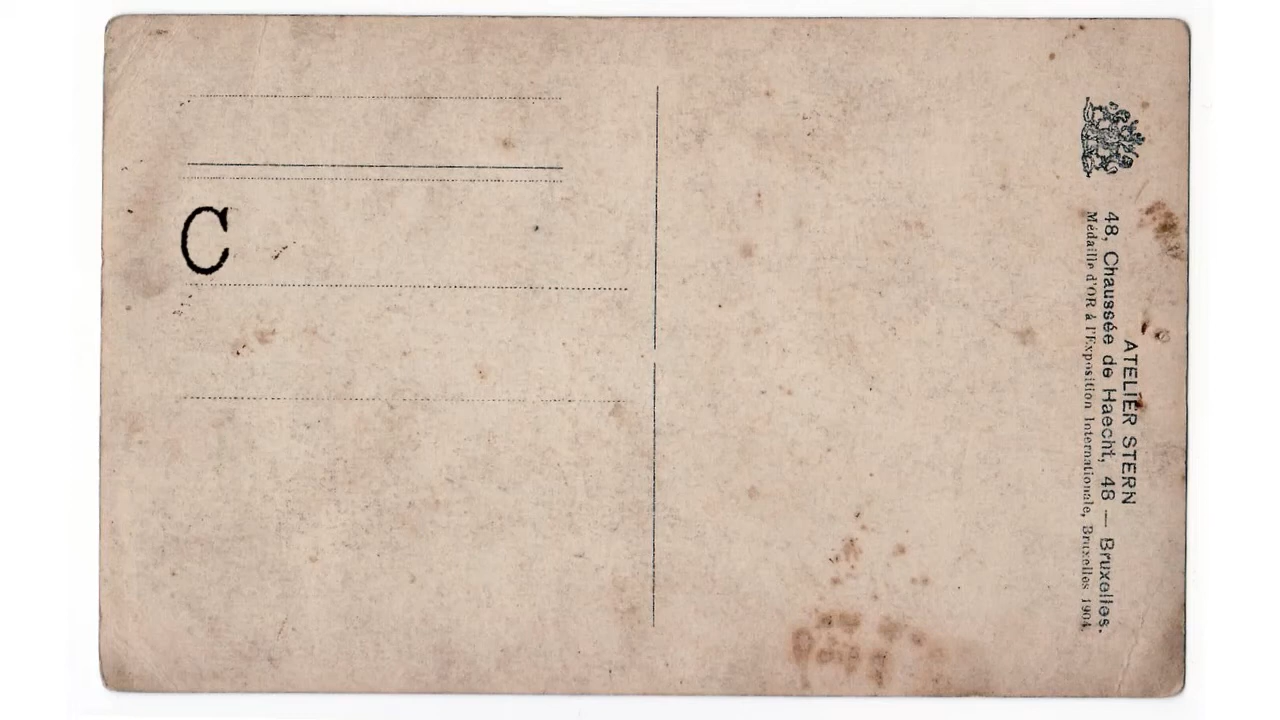 C
ATELIER STERN
48, Chaussée de Haecht, 48 — Bruxelles.
Médaille d'OR à l'Exposition Internationale, Bruxelles 1904.